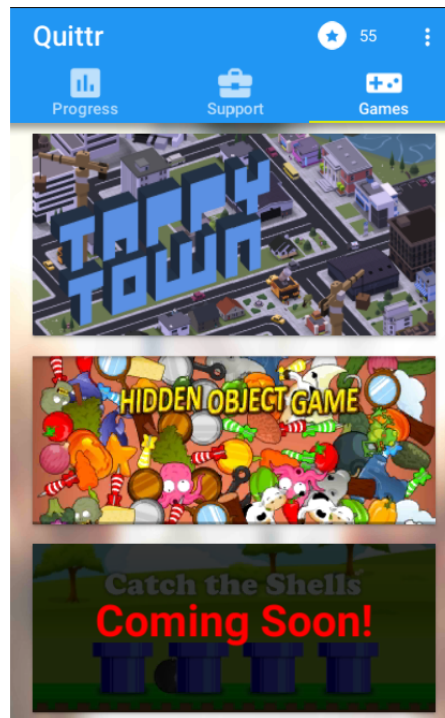 Quittr
55
Progress
Support
Games
TAPPY
TOWN
HIDDEN OBJECT GAME
Catch the Shells
Coming Soon!